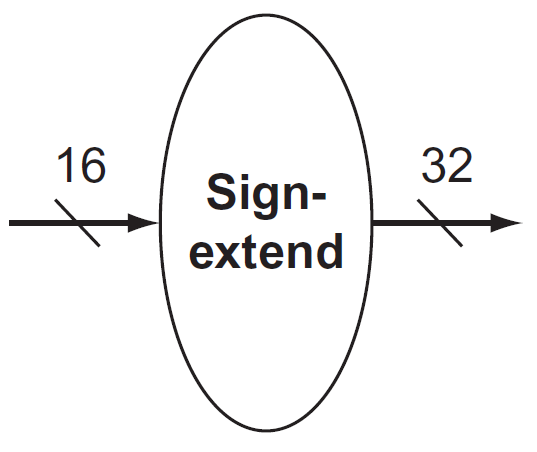 16
32
Sign-
extend